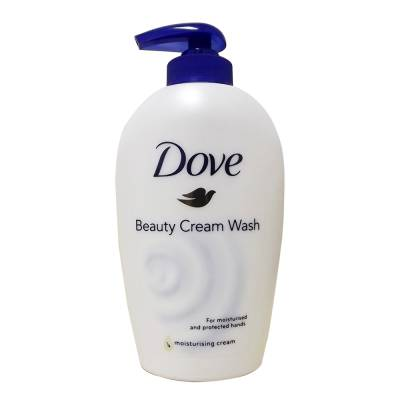 Dove
Beauty Cream Wash
For moisturised
and protected hands.
moisturising cream